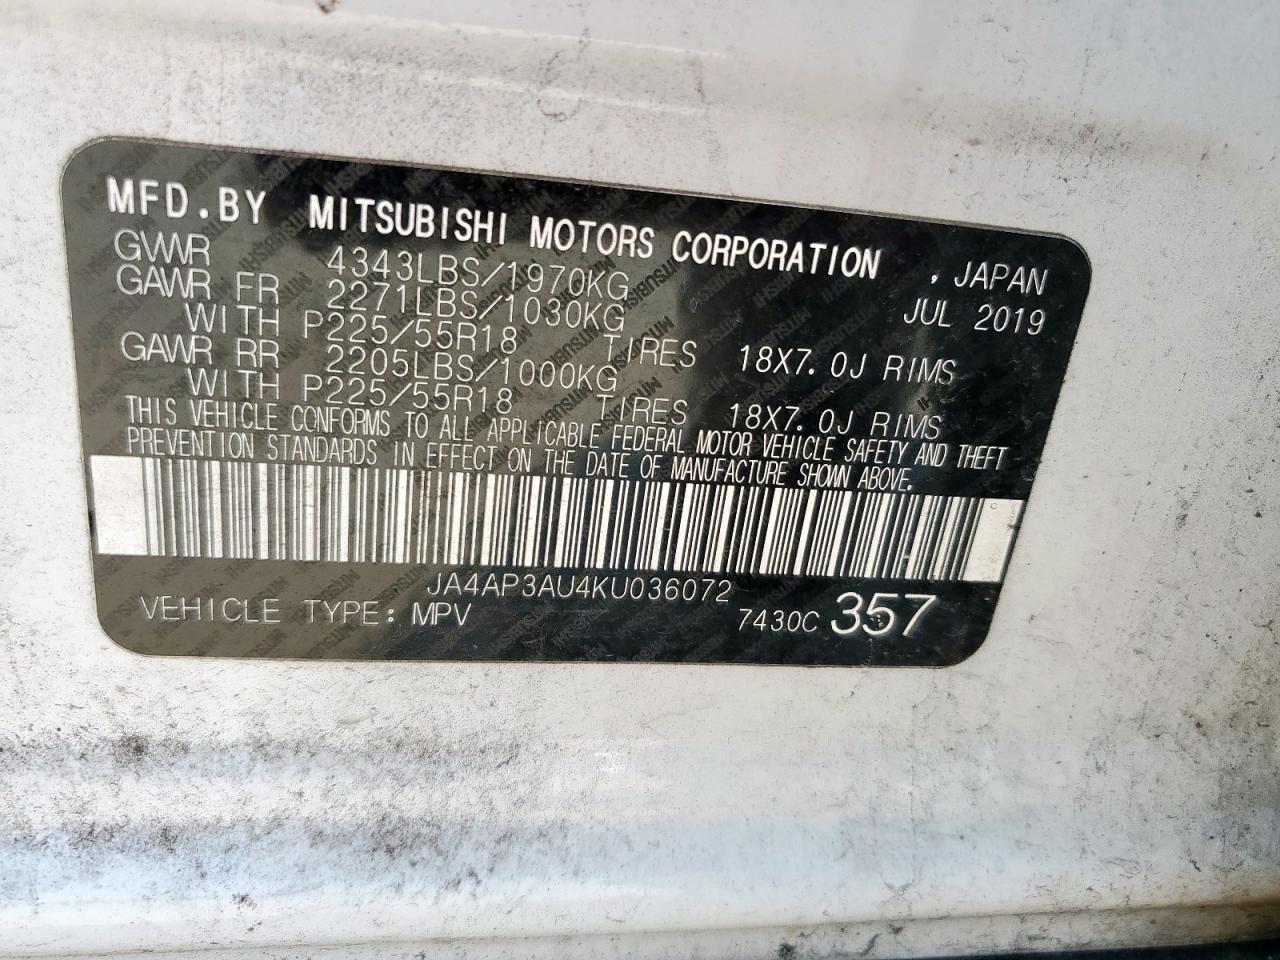 MFD.BY MITSUBISHI MOTORS CORPORATION , JAPAN
GVWR 4343LBS/1970KG JUL 2019
GAWR FR 2271LBS/1030KG
WITH P225/55R18 TIRES 18X7.0J RIMS
GAWR RR 2205LBS/1000KG
WITH P225/55R18 TIRES 18X7.0J RIMS
THIS VEHICLE CONFORMS TO ALL APPLICABLE FEDERAL MOTOR VEHICLE SAFETY AND THEFT
PREVENTION STANDARDS IN EFFECT ON THE DATE OF MANUFACTURE SHOWN ABOVE.
JA4AP3AU4KU036072
VEHICLE TYPE: MPV 7430C 357